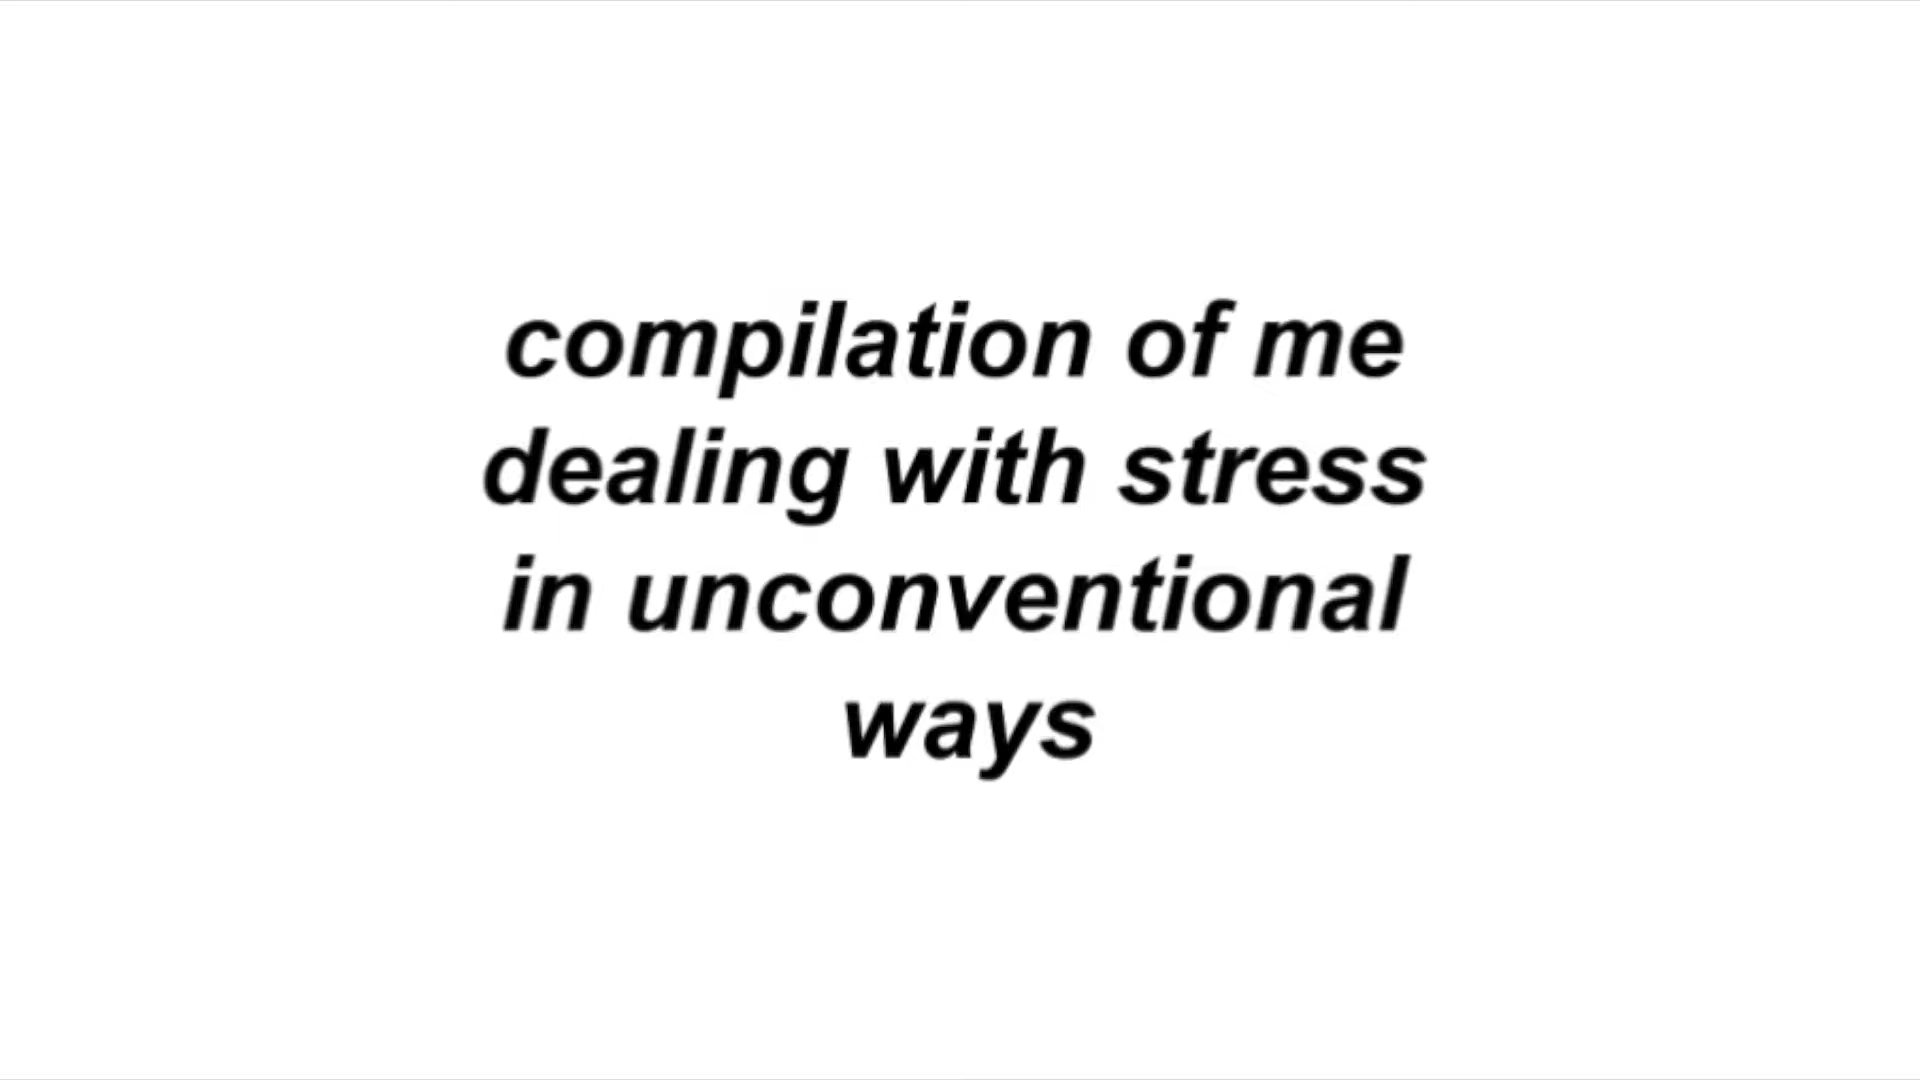 compilation of me
dealing with stress
in unconventional
ways